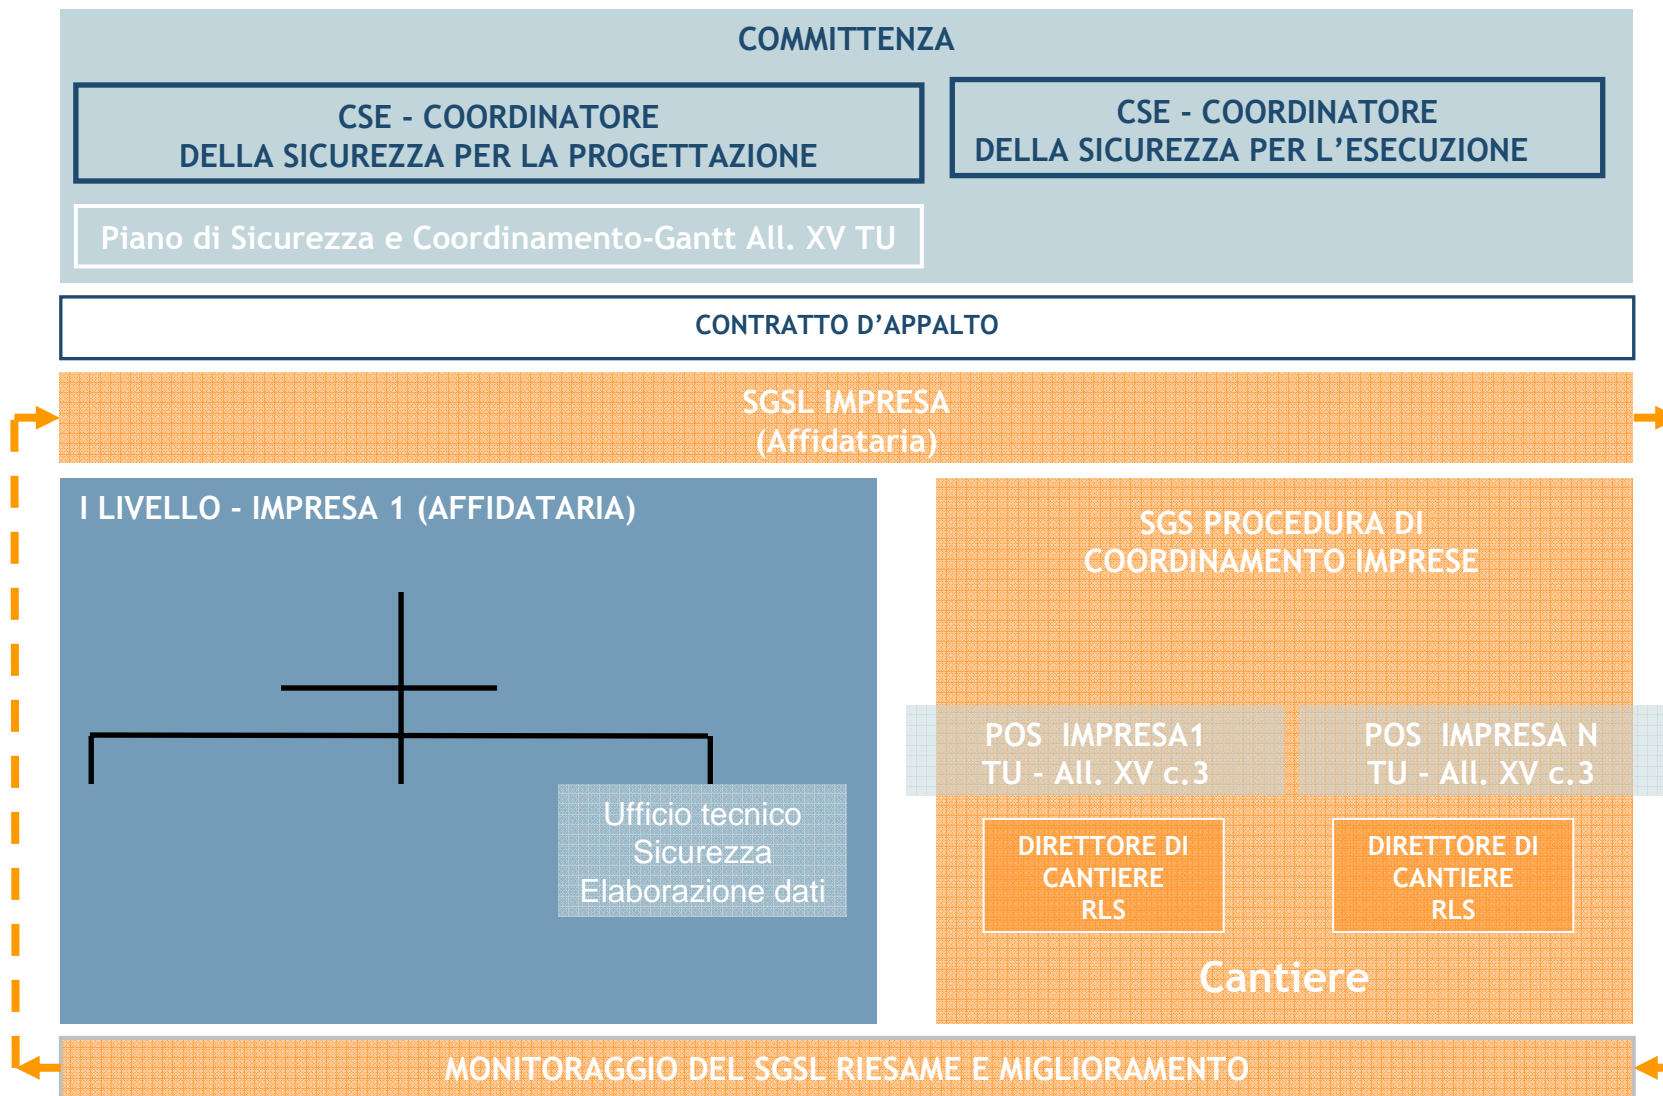 COMMITTENZA
CSE - COORDINATORE
DELLA SICUREZZA PER LA PROGETTAZIONE
CSE - COORDINATORE
DELLA SICUREZZA PER L’ESECUZIONE
Piano di Sicurezza e Coordinamento-Gantt All. XV TU
CONTRATTO D’APPALTO
SGSL IMPRESA
(Affidataria)
I LIVELLO - IMPRESA 1 (AFFIDATARIA)
Ufficio tecnico
Sicurezza
Elaborazione dati
SGS PROCEDURA DI
COORDINAMENTO IMPRESE
POS IMPRESA1
TU - All. XV c.3
POS IMPRESA N
TU - All. XV c.3
DIRETTORE DI
CANTIERE
RLS
DIRETTORE DI
CANTIERE
RLS
Cantiere
MONITORAGGIO DEL SGSL RIESAME E MIGLIORAMENTO